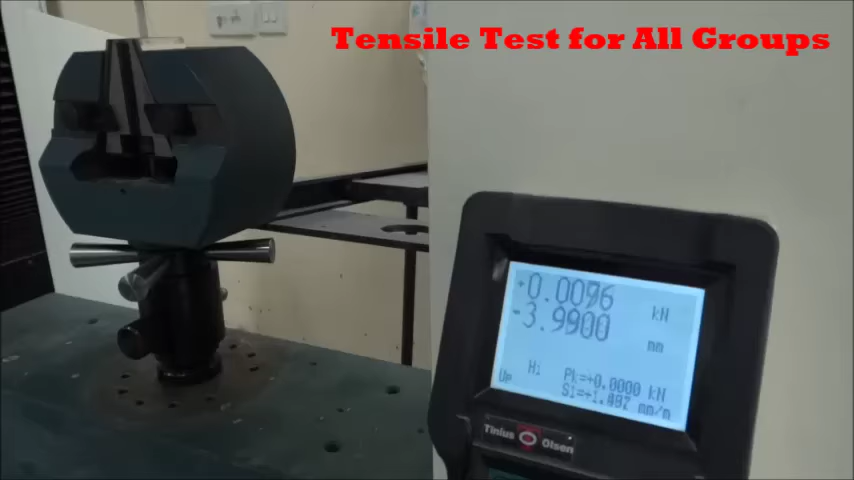 Tensile Test for All Groups
+0.0096 kN
-3.9900
mm
Hi Pk=+0.0000 kN
Up mm/m
Tinius Olsen